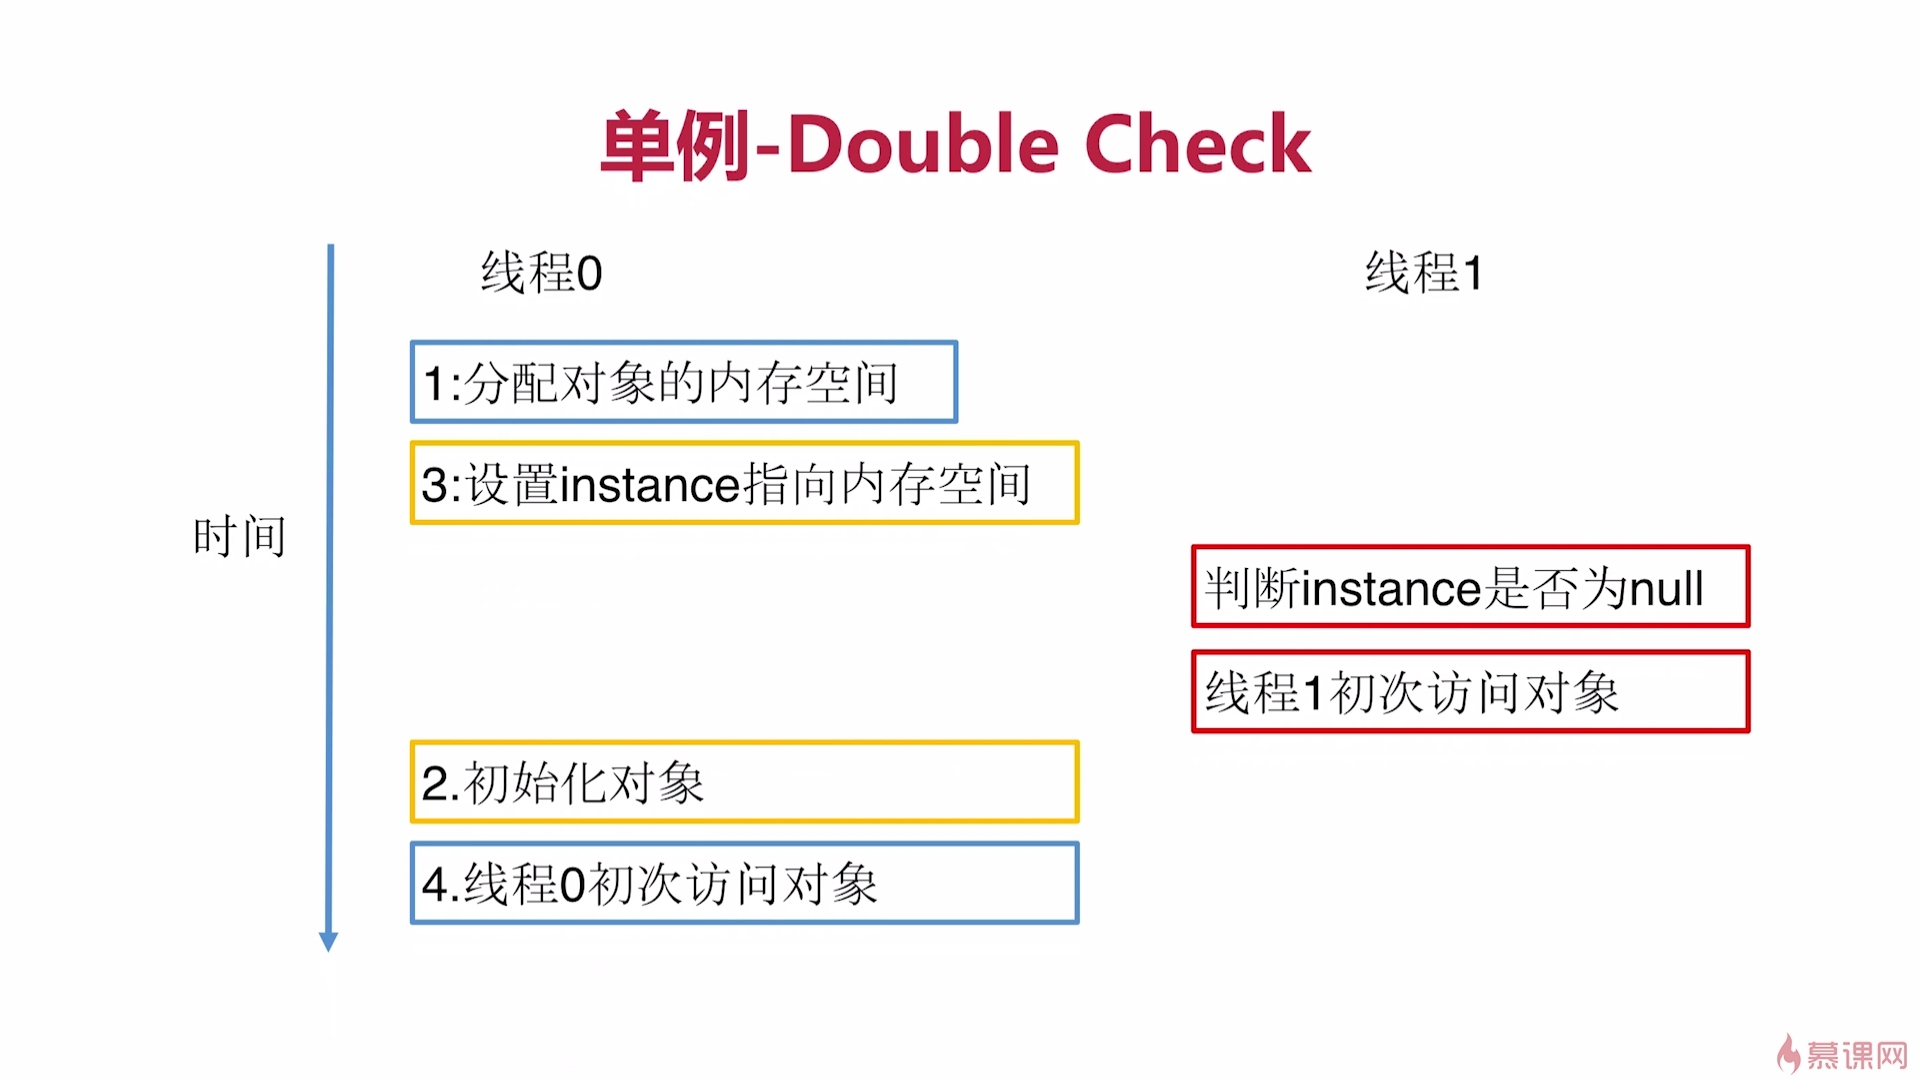 单例-Double Check
线程0
线程1
1:分配对象的内存空间
3:设置instance指向内存空间
时间
判断instance是否为null
线程1初次访问对象
2.初始化对象
4.线程0初次访问对象
慕课网